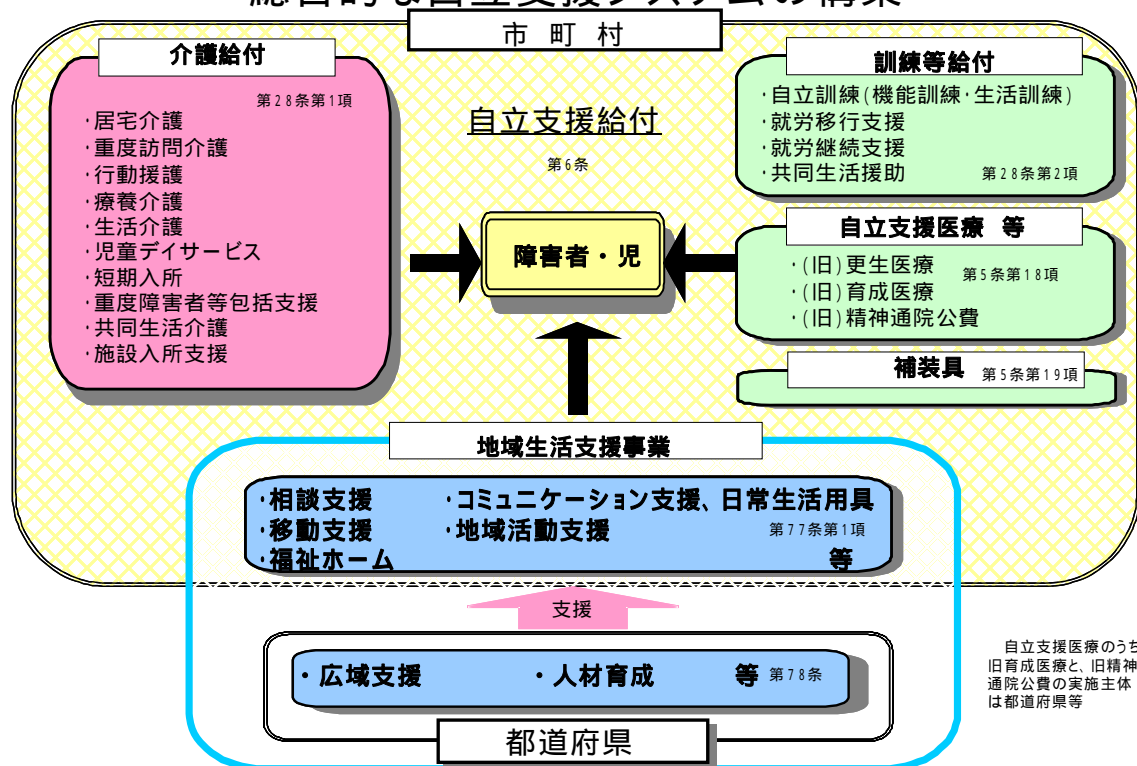 市町村
介護給付
第28条第1項
・居宅介護
・重度訪問介護
・行動援護
・療養介護
・生活介護
・児童デイサービス
・短期入所
・重度障害者等包括支援
・共同生活介護
・施設入所支援
自立支援給付
第6条
訓練等給付
・自立訓練(機能訓練・生活訓練)
・就労移行支援
・就労継続支援
・共同生活援助 第28条第2項
障害者・児
自立支援医療 等
・(旧)更生医療 第5条第18項
・(旧)育成医療
・(旧)精神通院公費
補装具 第5条第19項
地域生活支援事業
・相談支援 ・コミュニケーション支援、日常生活用具
・移動支援 ・地域活動支援 第77条第1項
・福祉ホーム 等
支援
・広域支援 ・人材育成 等 第78条
都道府県
自立支援医療のうち
旧育成医療と、旧精神
通院公費の実施主体
は都道府県等